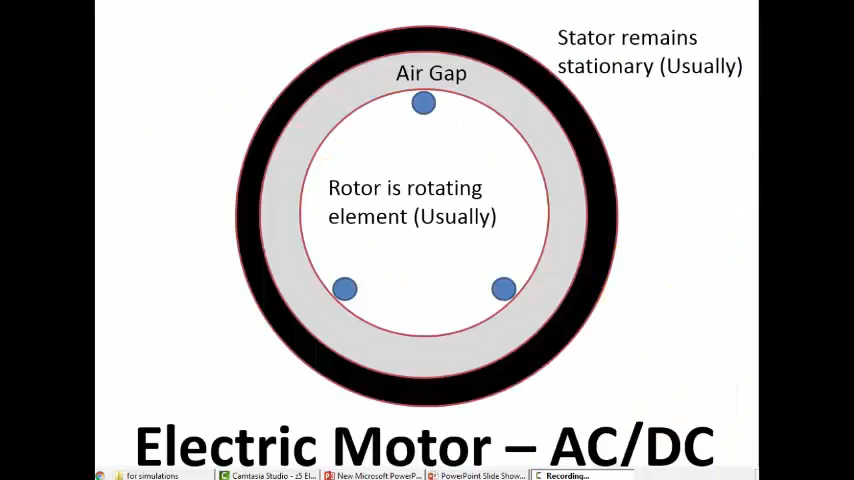 Stator remains
stationary (Usually)
Air Gap
Rotor is rotating
element (Usually)
Electric Motor – AC/DC
for simulations
Camtasia Studio - z5 El...
New Microsoft PowerP...
PowerPoint Slide Show...
Recording...